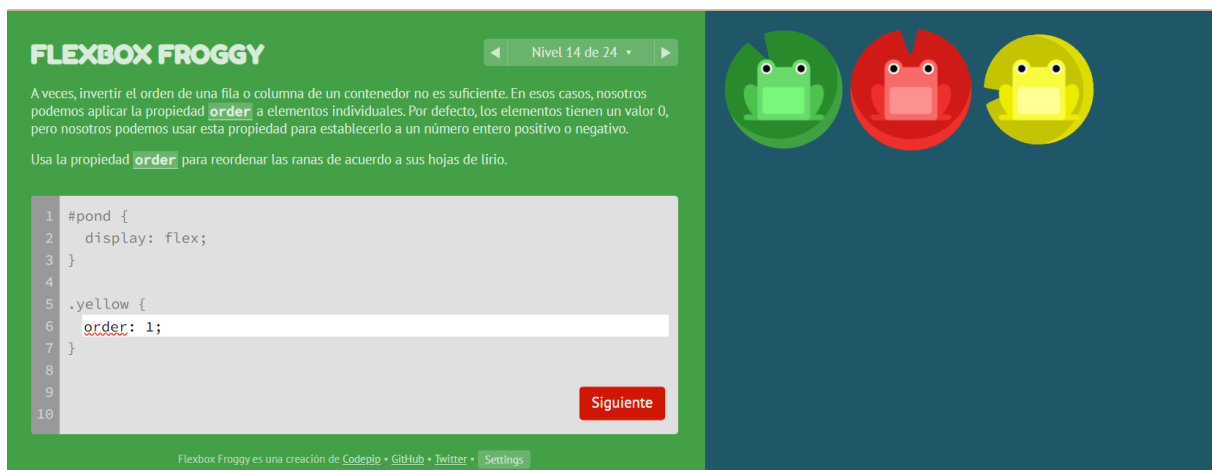 FLEXBOX FROGGY
◀ Nivel 14 de 24 ▾ ▶
A veces, invertir el orden de una fila o columna de un contenedor no es suficiente. En esos casos, nosotros
podemos aplicar la propiedad order a elementos individuales. Por defecto, los elementos tienen un valor 0,
pero nosotros podemos usar esta propiedad para establecerlo a un número entero positivo o negativo.
Usa la propiedad order para reordenar las ranas de acuerdo a sus hojas de lirio.
1 #pond {
2 display: flex;
3 }
4
5 .yellow {
6 order: 1;
7 }
8
9
10
Siguiente
Flexbox Froggy es una creación de Codepip • GitHub • Twitter • Settings